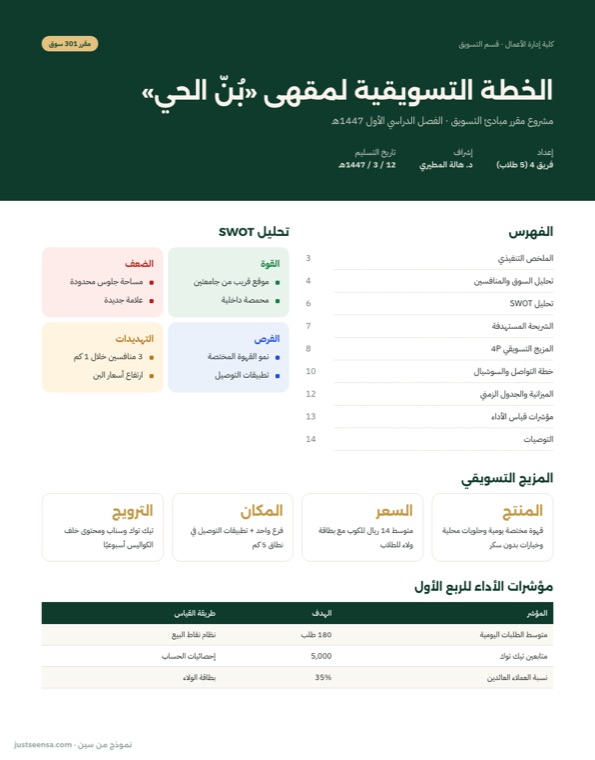 كلية إدارة الأعمال · قسم التسويق
مقرر 301 سوق
الخطة التسويقية لمقهى «بُنّ الحي»
مشروع مقرر مبادئ التسويق · الفصل الدراسي الأول 1447هـ
إعداد
فريق 4 (5 طلاب)
إشراف
د. هالة المطيري
تاريخ التسليم
12 / 3 / 1447هـ
الفهرس
الملخص التنفيذي 3
تحليل السوق والمنافسين 4
تحليل SWOT 6
الشريحة المستهدفة 7
المزيج التسويقي 4P 8
خطة التواصل والسوشيال 10
الميزانية والجدول الزمني 12
مؤشرات قياس الأداء 13
التوصيات 14
تحليل SWOT
القوة
موقع قريب من جامعتين
محمصة داخلية
الضعف
مساحة جلوس محدودة
علامة جديدة
الفرص
نمو القهوة المختصة
تطبيقات التوصيل
التهديدات
3 منافسين خلال 1 كم
ارتفاع أسعار البن
المزيج التسويقي
المنتج
قهوة مختصة يومية وحلويات محلية
وخيارات بدون سكر
السعر
متوسط 14 ريال للكوب مع بطاقة
ولاء للطلاب
المكان
فرع واحد + تطبيقات التوصيل في
نطاق 5 كم
الترويج
تيك توك وسناب ومحتوى خلف
الكواليس أسبوعيًا
مؤشرات الأداء للربع الأول
المؤشر الهدف طريقة القياس
متوسط الطلبات اليومية 180 طلب نظام نقاط البيع
متابعين تيك توك 5,000 إحصائيات الحساب
نسبة العملاء العائدين 35% بطاقة الولاء
نموذج من سين · justseensa.com